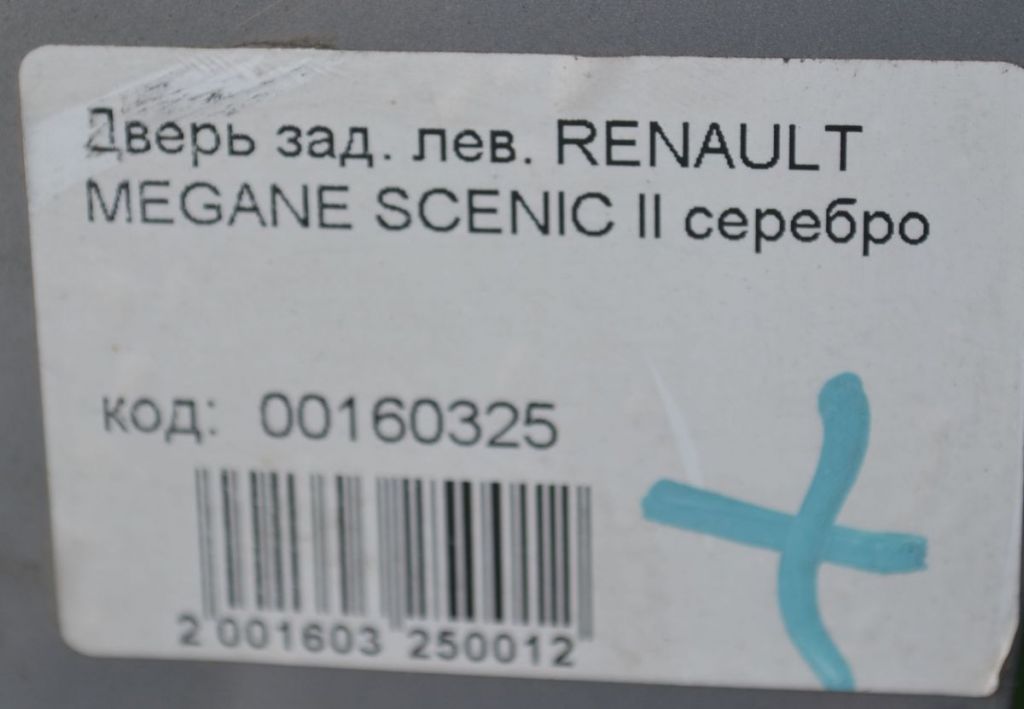 Дверь зад. лев. RENAULT
MEGANE SCENIC II серебро
код: 00160325
2 001603 250012